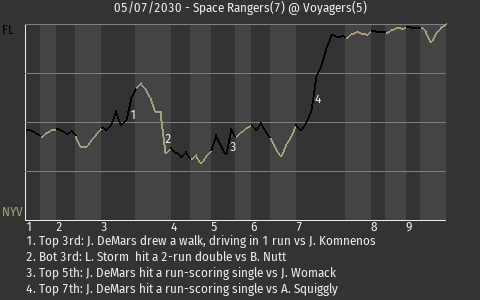 05/07/2030 - Space Rangers(7) @ Voyagers(5)
FL
1
2
3
4
NYV
1 2 3 4 5 6 7 8 9
1. Top 3rd: J. DeMars drew a walk, driving in 1 run vs J. Komnenos
2. Bot 3rd: L. Storm  hit a 2-run double vs B. Nutt
3. Top 5th: J. DeMars hit a run-scoring single vs J. Womack
4. Top 7th: J. DeMars hit a run-scoring single vs A. Squiggly